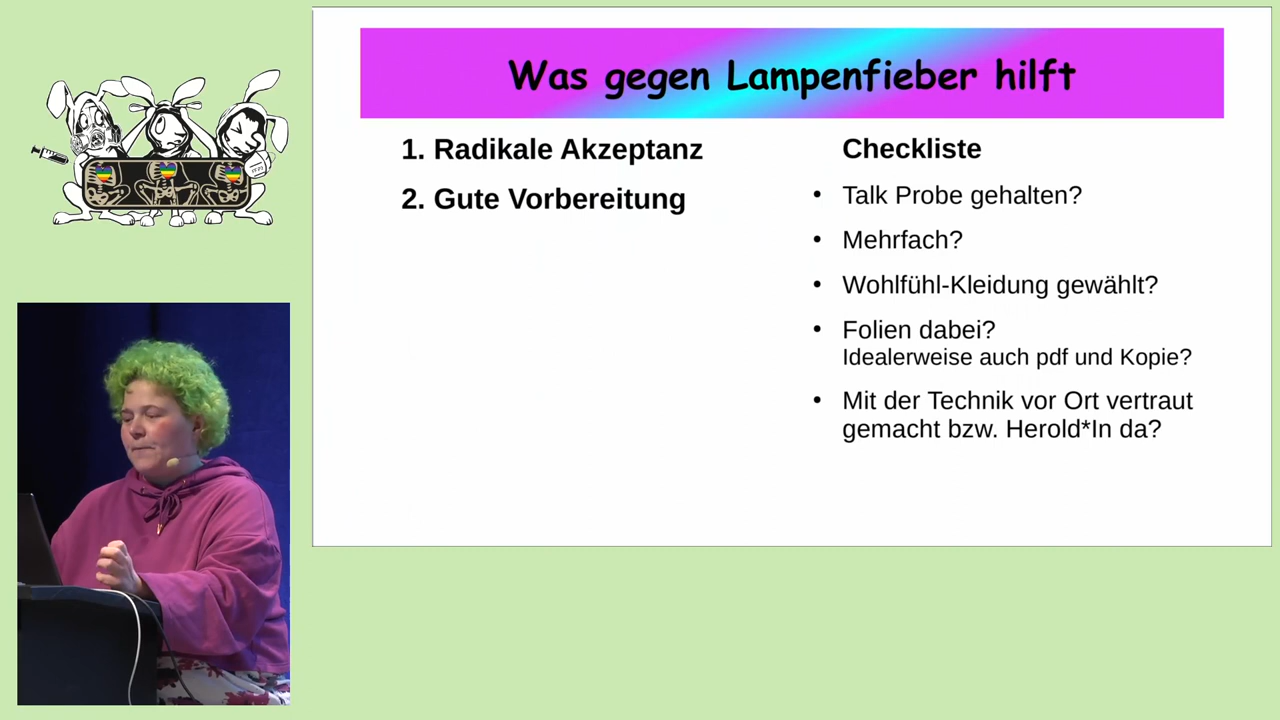 Was gegen Lampenfieber hilft
1. Radikale Akzeptanz
2. Gute Vorbereitung
Checkliste
• Talk Probe gehalten?
• Mehrfach?
• Wohlfühl-Kleidung gewählt?
• Folien dabei?
Idealerweise auch pdf und Kopie?
• Mit der Technik vor Ort vertraut
gemacht bzw. Herold*In da?